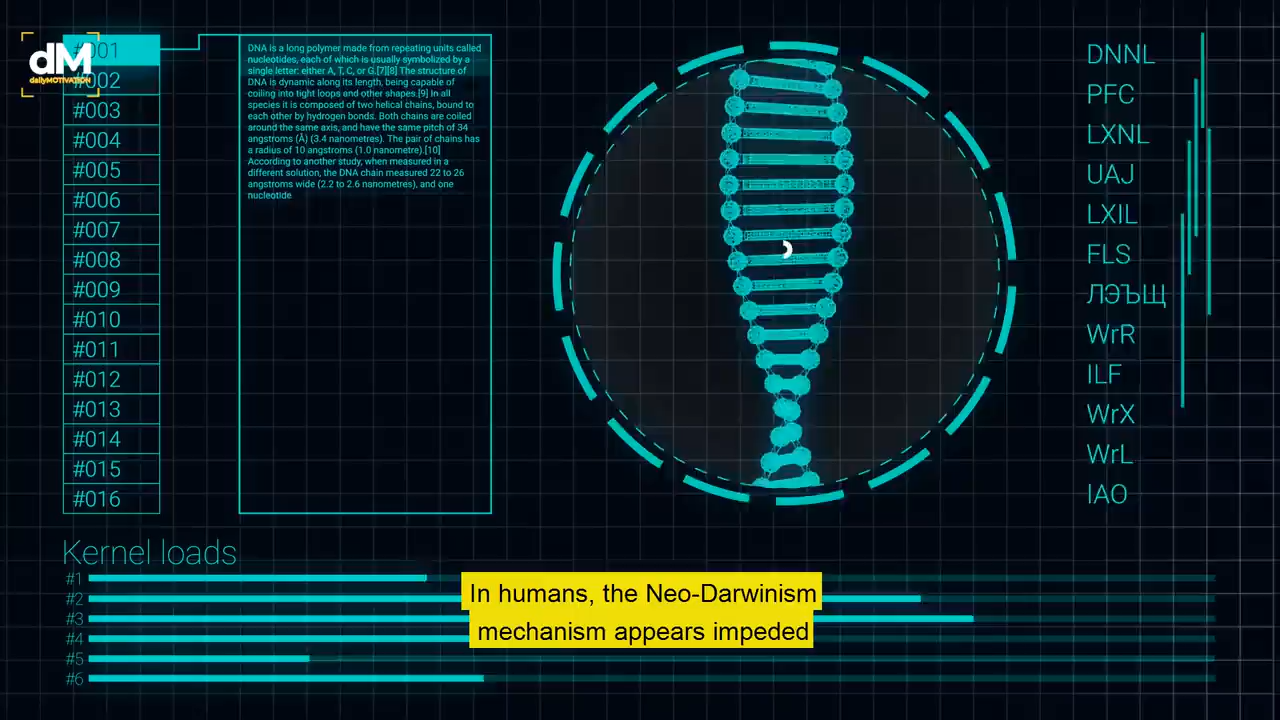 dM
dailyMOTIVATION
#001
#002
#003
#004
#005
#006
#007
#008
#009
#010
#011
#012
#013
#014
#015
#016
DNA is a long polymer made from repeating units called
nucleotides, each of which is usually symbolized by a
single letter: either A, T, C, or G.[7][8] The structure of
DNA is dynamic along its length, being capable of
coiling into tight loops and other shapes.[9] In all
species it is composed of two helical chains, bound to
each other by hydrogen bonds. Both chains are coiled
around the same axis, and have the same pitch of 34
angstroms (Å) (3.4 nanometres). The pair of chains has
a radius of 10 angstroms (1.0 nanometre).[10]
According to another study, when measured in a
different solution, the DNA chain measured 22 to 26
angstroms wide (2.2 to 2.6 nanometres), and one
nucleotide
DNNL
PFC
LXNL
UAJ
LXIL
FLS
ЛЭЪЩ
WrR
ILF
WrX
WrL
IAO
Kernel loads
#1
#2
#3
#4
#5
#6
In humans, the Neo-Darwinism
mechanism appears impeded